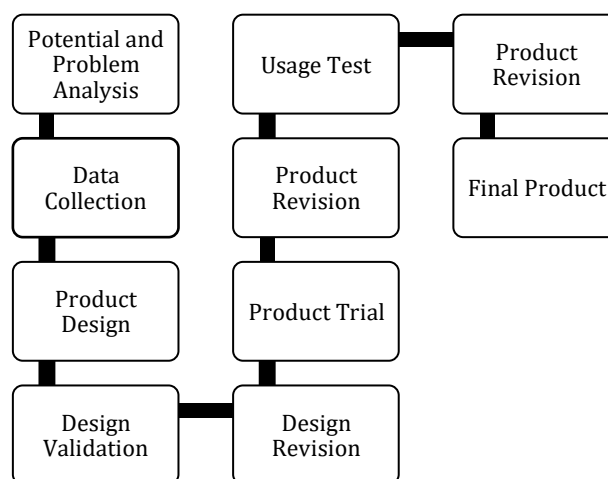 Potential and
Problem
Analysis
Data
Collection
Product
Design
Design
Validation
Design
Revision
Product Trial
Product
Revision
Usage Test
Product
Revision
Final Product